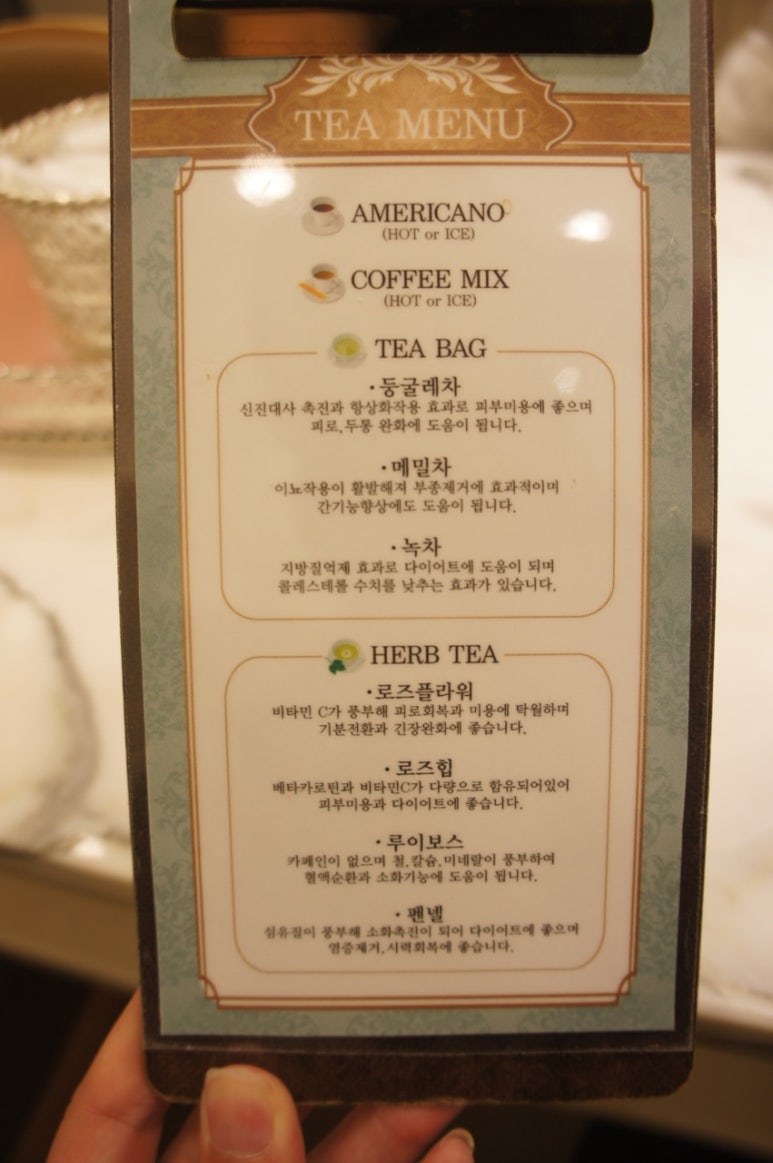 TEA MENU
AMERICANO
(HOT or ICE)
COFFEE MIX
(HOT or ICE)
TEA BAG
·둥굴레차
신진대사 촉진과 항상화작용 효과로 피부미용에 좋으며
피로,두통 완화에 도움이 됩니다.
·메밀차
이뇨작용이 활발해져 부종제거에 효과적이며
간기능향상에도 도움이 됩니다.
·녹차
지방질억제 효과로 다이어트에 도움이 되며
콜레스테롤 수치를 낮추는 효과가 있습니다.
HERB TEA
·로즈플라워
비타민 C가 풍부해 피로회복과 미용에 탁월하며
기분전환과 긴장완화에 좋습니다.
·로즈힙
베타카로틴과 비타민C가 다량으로 함유되어있어
피부미용과 다이어트에 좋습니다.
·루이보스
카페인이 없으며 철,칼슘,미네랄이 풍부하여
혈액순환과 소화기능에 도움이 됩니다.
·펜넬
섬유질이 풍부해 소화촉진이 되어 다이어트에 좋으며
염증제거,시력회복에 좋습니다.